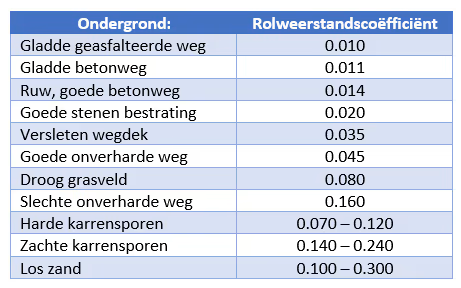 Ondergrond: Rolweerstandscoëfficiënt
Gladde geasfalteerde weg 0.010
Gladde betonweg 0.011
Ruw, goede betonweg 0.014
Goede stenen bestrating 0.020
Versleten wegdek 0.035
Goede onverharde weg 0.045
Droog grasveld 0.080
Slechte onverharde weg 0.160
Harde karrensporen 0.070 – 0.120
Zachte karrensporen 0.140 – 0.240
Los zand 0.100 – 0.300